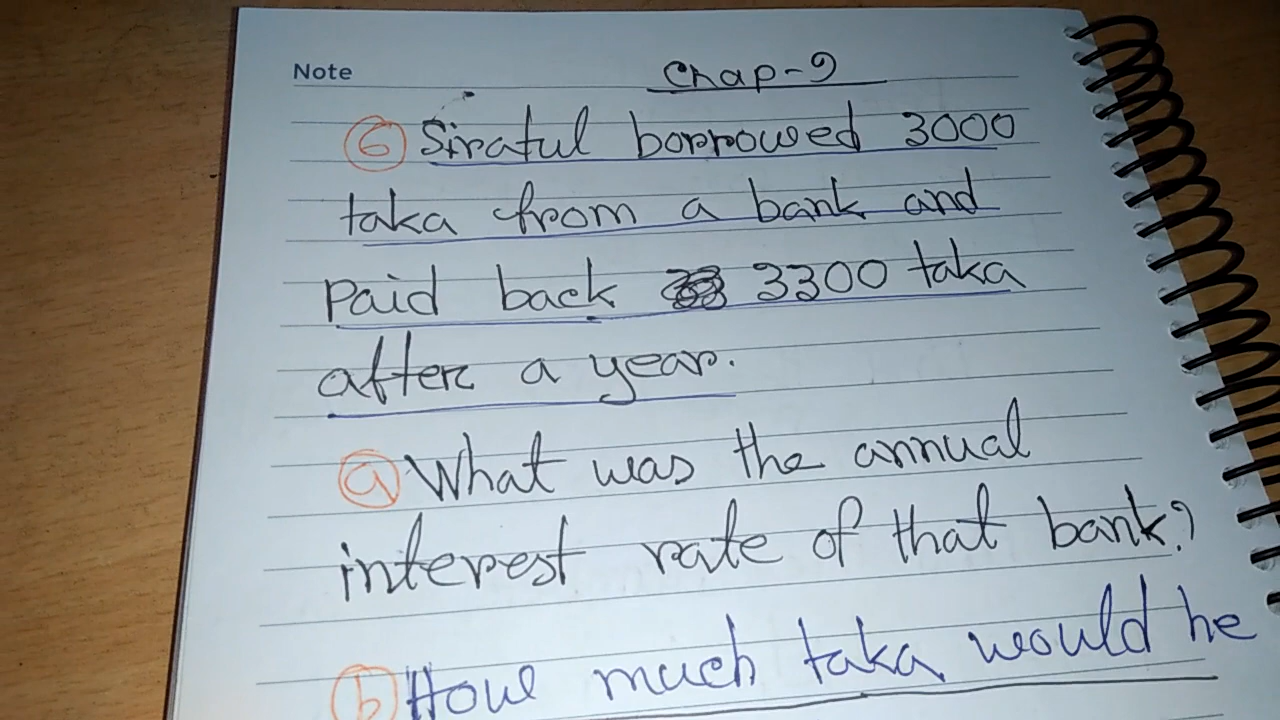 Note
Chap-9
6 Siratul borrowed 3000
taka from a bank and
Paid back 3300 taka
after a year.
a What was the annual
interest rate of that bank?
b How much taka would he